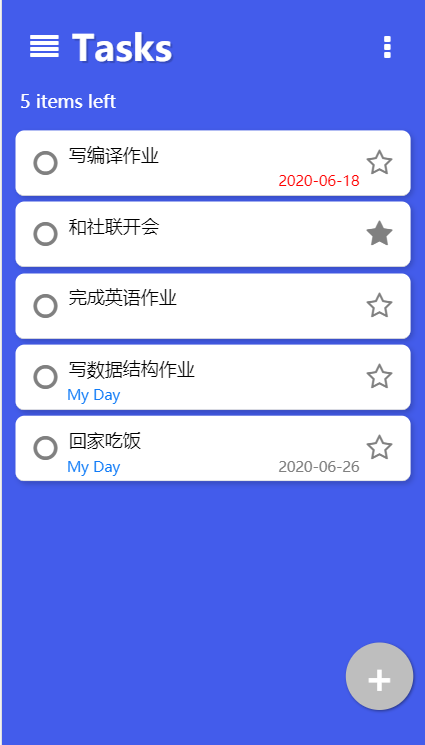 Tasks
5 items left
写编译作业
2020-06-18
和社联开会
完成英语作业
写数据结构作业
My Day
回家吃饭
My Day 2020-06-26
+